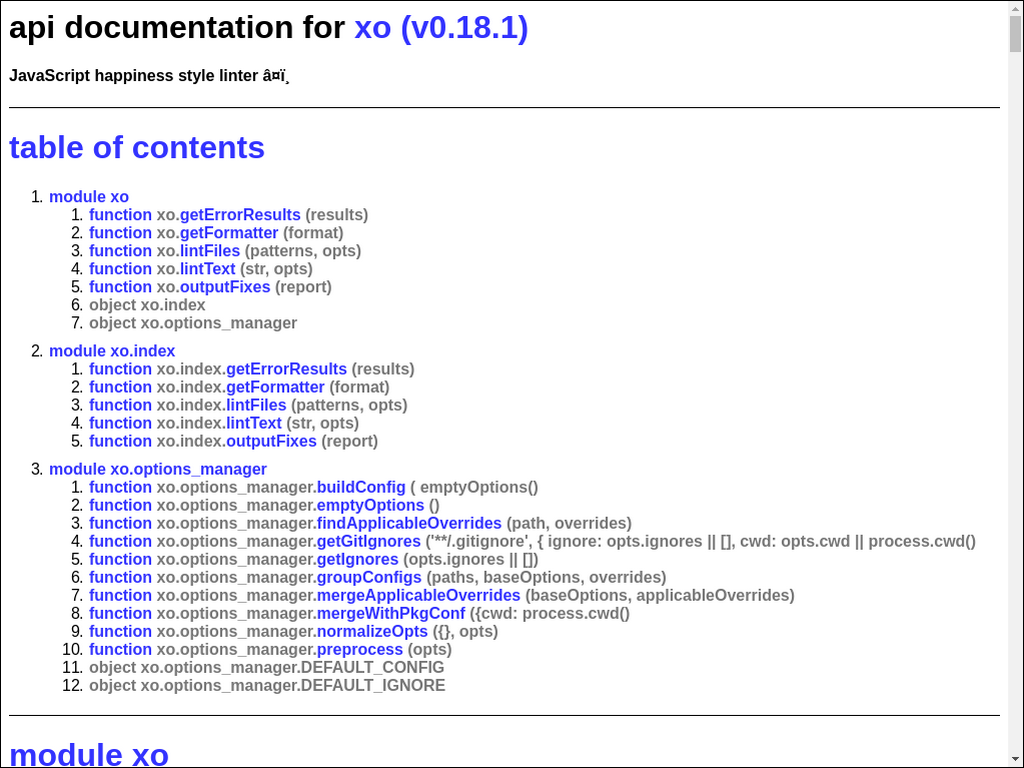 api documentation for xo (v0.18.1)
JavaScript happiness style linter â¤ï¸
table of contents
1. module xo
1. function xo.getErrorResults (results)
2. function xo.getFormatter (format)
3. function xo.lintFiles (patterns, opts)
4. function xo.lintText (str, opts)
5. function xo.outputFixes (report)
6. object xo.index
7. object xo.options_manager
2. module xo.index
1. function xo.index.getErrorResults (results)
2. function xo.index.getFormatter (format)
3. function xo.index.lintFiles (patterns, opts)
4. function xo.index.lintText (str, opts)
5. function xo.index.outputFixes (report)
3. module xo.options_manager
1. function xo.options_manager.buildConfig ( emptyOptions()
2. function xo.options_manager.emptyOptions ()
3. function xo.options_manager.findApplicableOverrides (path, overrides)
4. function xo.options_manager.getGitIgnores ('**/.gitignore', { ignore: opts.ignores || [], cwd: opts.cwd || process.cwd()
5. function xo.options_manager.getIgnores (opts.ignores || [])
6. function xo.options_manager.groupConfigs (paths, baseOptions, overrides)
7. function xo.options_manager.mergeApplicableOverrides (baseOptions, applicableOverrides)
8. function xo.options_manager.mergeWithPkgConf ({cwd: process.cwd()
9. function xo.options_manager.normalizeOpts ({}, opts)
10. function xo.options_manager.preprocess (opts)
11. object xo.options_manager.DEFAULT_CONFIG
12. object xo.options_manager.DEFAULT_IGNORE
module xo